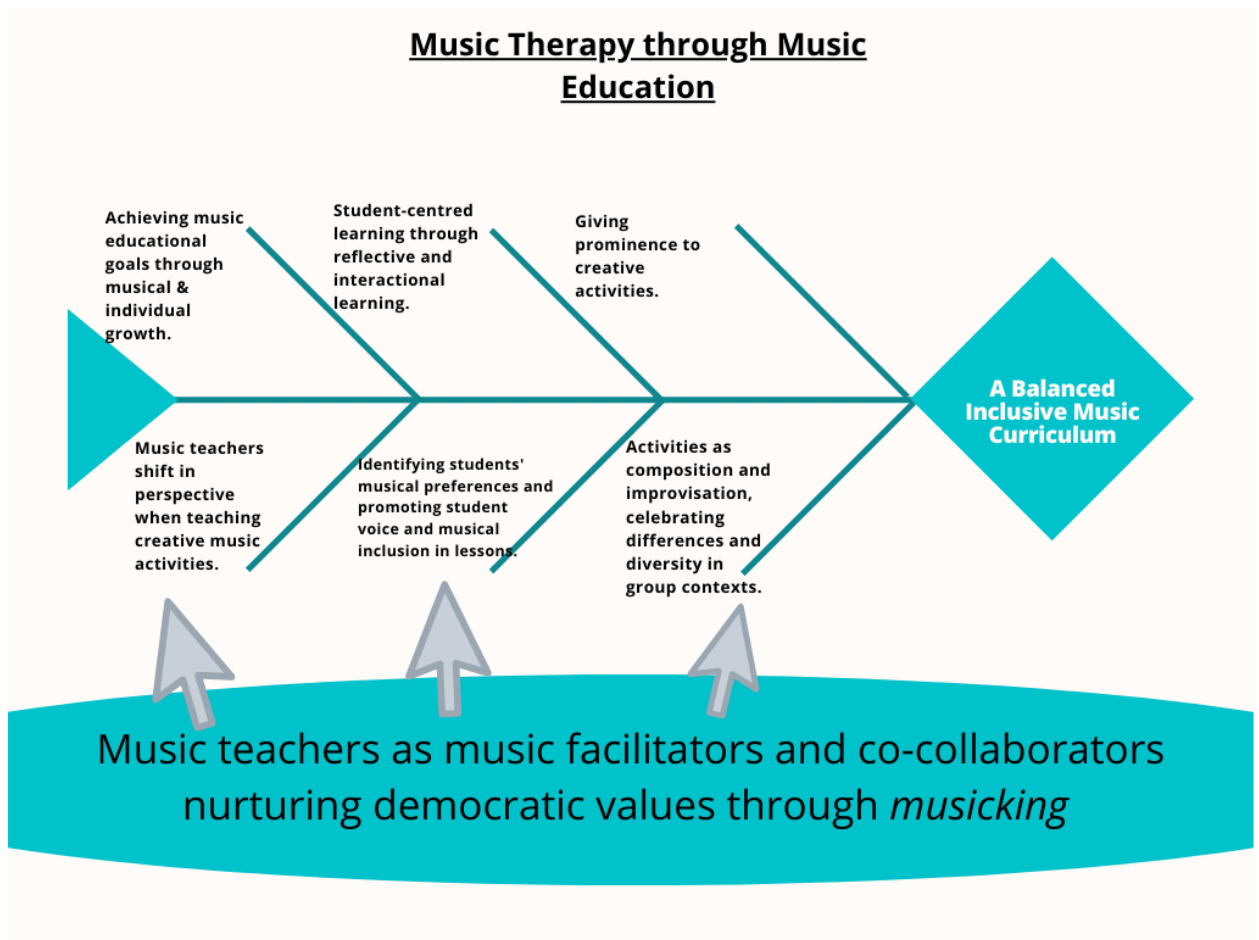 Music Therapy through Music
Education
Achieving music
educational
goals through
musical &
individual
growth.
Student-centred
learning through
reflective and
interactional
learning.
Giving
prominence to
creative
activities.
A Balanced
Inclusive Music
Curriculum
Music teachers
shift in
perspective
when teaching
creative music
activities.
Identifying students'
musical preferences and
promoting student
voice and musical
inclusion in lessons.
Activities as
composition and
improvisation,
celebrating
differences and
diversity in
group contexts.
Music teachers as music facilitators and co-collaborators
nurturing democratic values through musicking